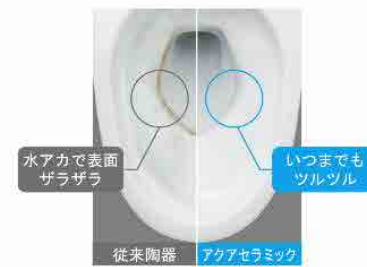 水アカで表面
ザラザラ
いつまでも
ツルツル
従来陶器
アクアセラミック